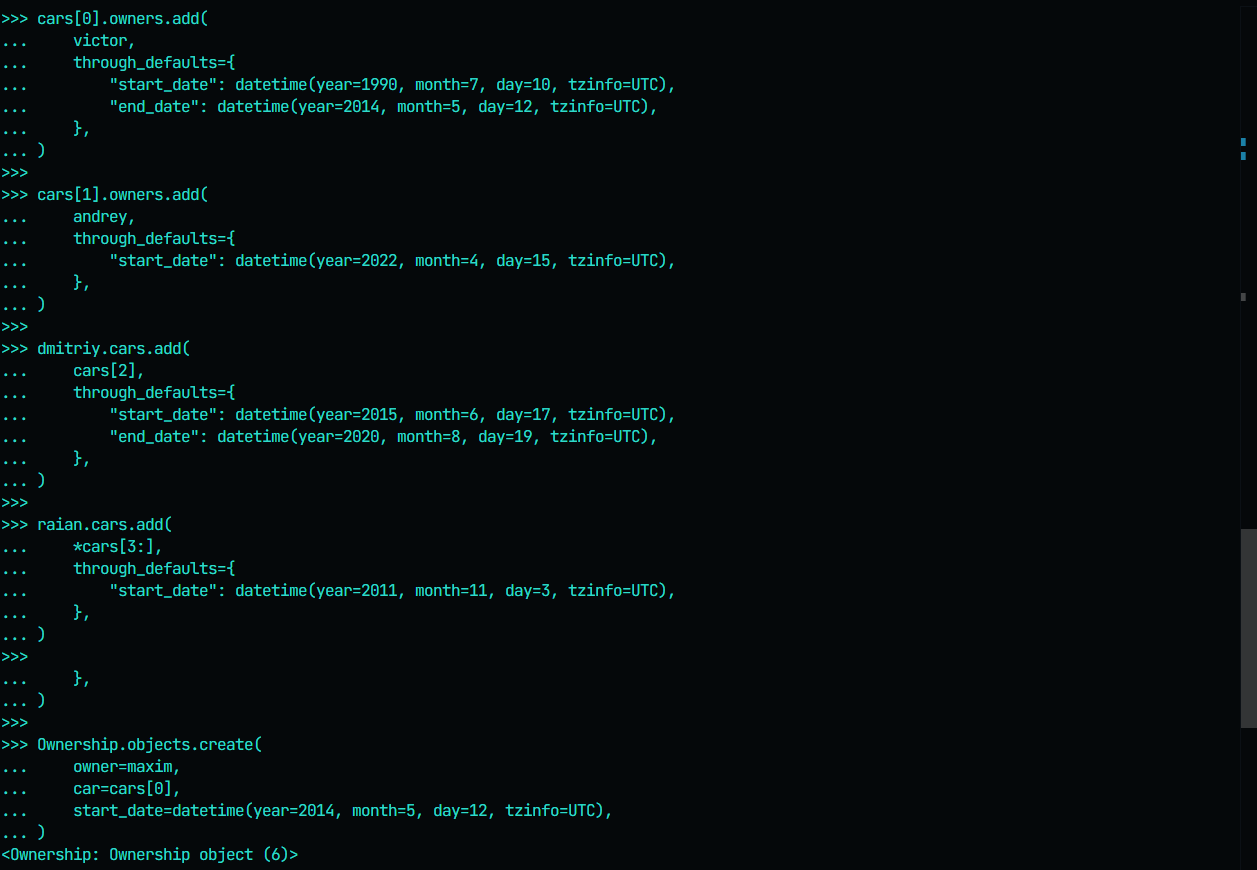 >>> cars[0].owners.add(
...     victor,
...     through_defaults={
...         "start_date": datetime(year=1990, month=7, day=10, tzinfo=UTC),
...         "end_date": datetime(year=2014, month=5, day=12, tzinfo=UTC),
...     },
... )
>>>
>>> cars[1].owners.add(
...     andrey,
...     through_defaults={
...         "start_date": datetime(year=2022, month=4, day=15, tzinfo=UTC),
...     },
... )
>>>
>>> dmitriy.cars.add(
...     cars[2],
...     through_defaults={
...         "start_date": datetime(year=2015, month=6, day=17, tzinfo=UTC),
...         "end_date": datetime(year=2020, month=8, day=19, tzinfo=UTC),
...     },
... )
>>>
>>> raian.cars.add(
...     *cars[3:],
...     through_defaults={
...         "start_date": datetime(year=2011, month=11, day=3, tzinfo=UTC),
...     },
... )
>>>
...     },
... )
>>>
>>> Ownership.objects.create(
...     owner=maxim,
...     car=cars[0],
...     start_date=datetime(year=2014, month=5, day=12, tzinfo=UTC),
... )
<Ownership: Ownership object (6)>